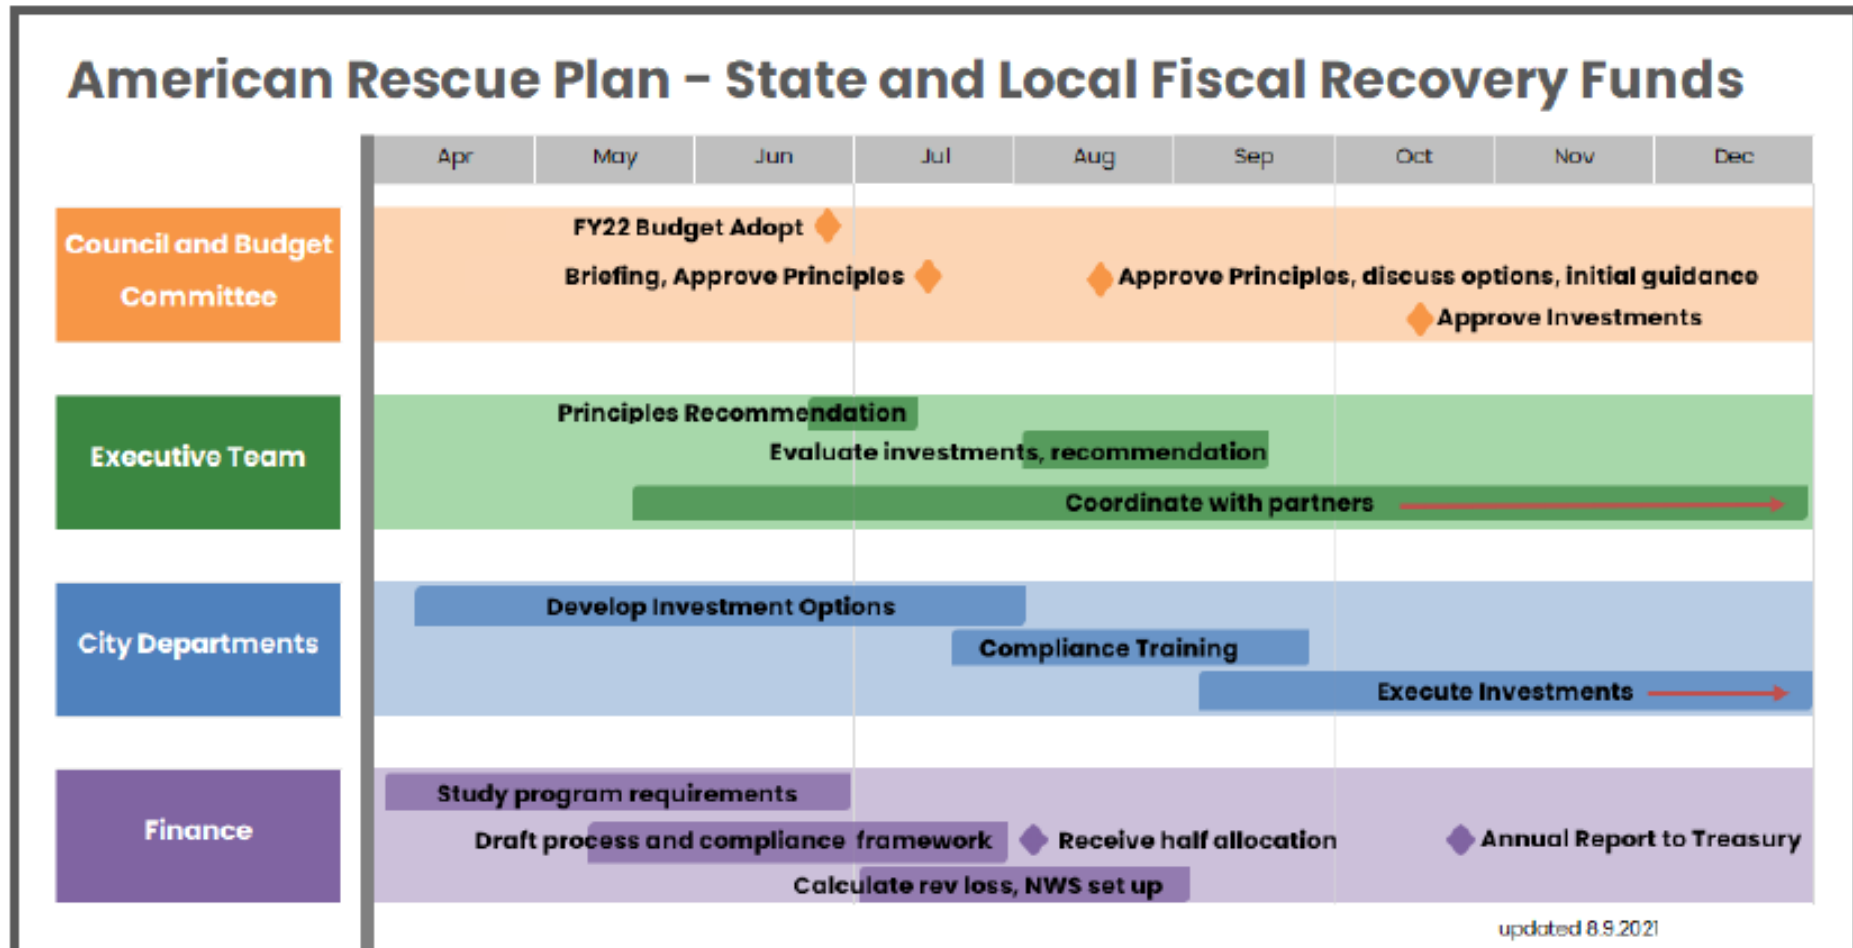 American Rescue Plan - State and Local Fiscal Recovery Funds
Apr May Jun Jul Aug Sep Oct Nov Dec
Council and Budget
Committee
FY22 Budget Adopt
Briefing, Approve Principles
Approve Principles, discuss options, initial guidance
Approve Investments
Executive Team
Principles Recommendation
Evaluate investments, recommendation
Coordinate with partners
City Departments
Develop Investment Options
Compliance Training
Execute Investments
Finance
Study program requirements
Draft process and compliance framework
Receive half allocation
Annual Report to Treasury
Calculate rev loss, NWS set up
updated 8.9.2021